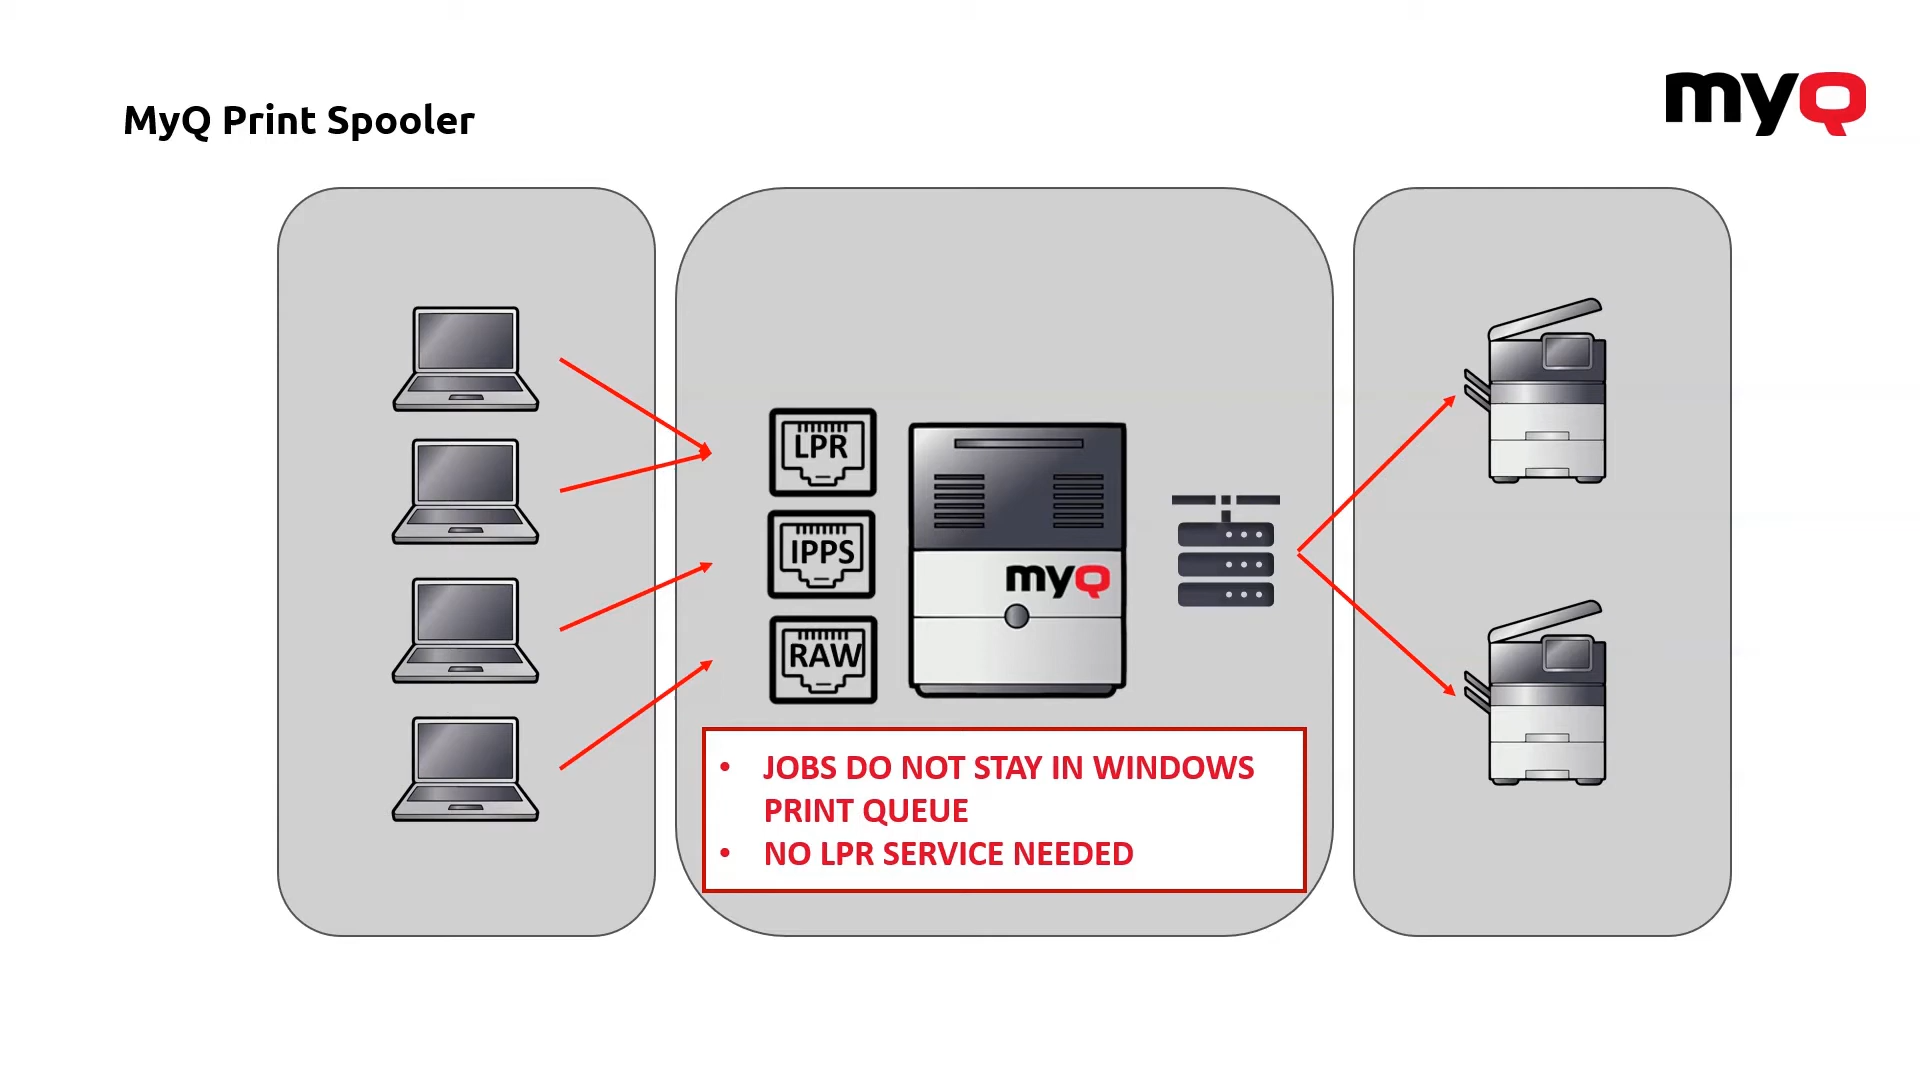 myQ
MyQ Print Spooler
LPR
IPPS
RAW
myQ
• JOBS DO NOT STAY IN WINDOWS
PRINT QUEUE
• NO LPR SERVICE NEEDED